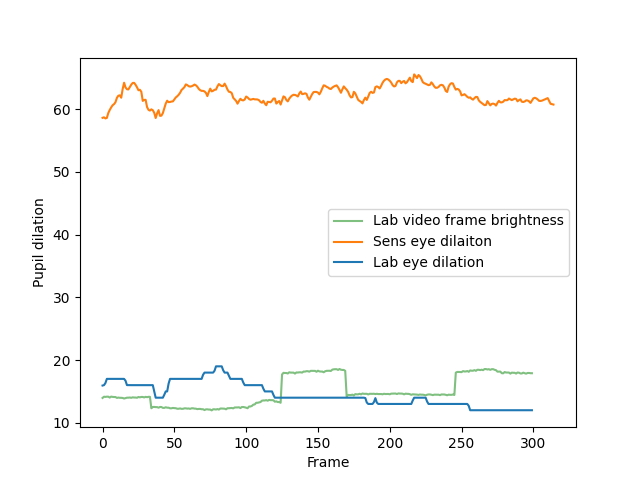 60
50
40
30
20
10
Pupil dilation
Lab video frame brightness
Sens eye dilaiton
Lab eye dilation
0 50 100 150 200 250 300
Frame